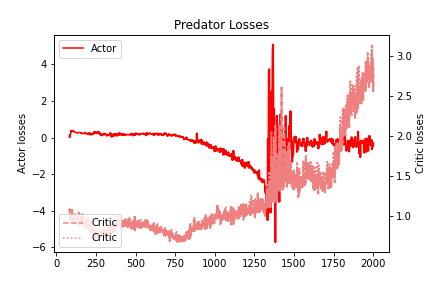 Predator Losses
Actor
Critic
Critic
Actor losses
Critic losses
4
2
0
−2
−4
−6
3.0
2.5
2.0
1.5
1.0
0 250 500 750 1000 1250 1500 1750 2000